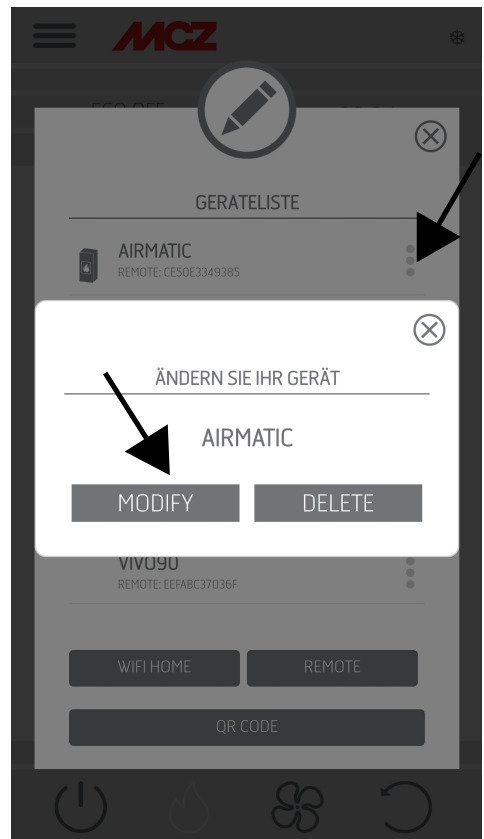 MCZ
GERÄTELISTE
AIRMATIC
REMOTE: CE50E3349385
ÄNDERN SIE IHR GERÄT
AIRMATIC
MODIFY DELETE
VIVO90
REMOTE: EEFABC37036F
WIFI HOME REMOTE
QR CODE